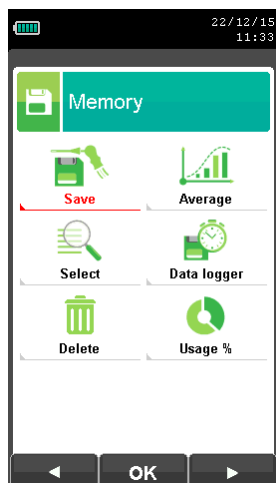 22/12/15
11:33
Memory
Save
Average
Select
Data logger
Delete
Usage %
OK